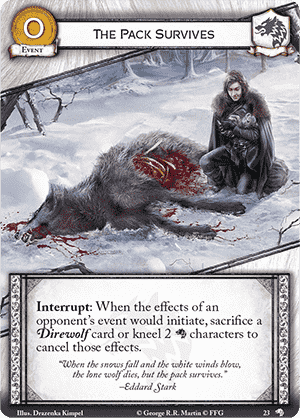 0
EVENT
THE PACK SURVIVES
Interrupt: When the effects of an
opponent's event would initiate, sacrifice a
Direwolf card or kneel 2 characters to
cancel those effects.
"When the snows fall and the white winds blow,
the lone wolf dies, but the pack survives."
–Eddard Stark
Illus. Drazenka Kimpel
© George R.R. Martin © FFG
23